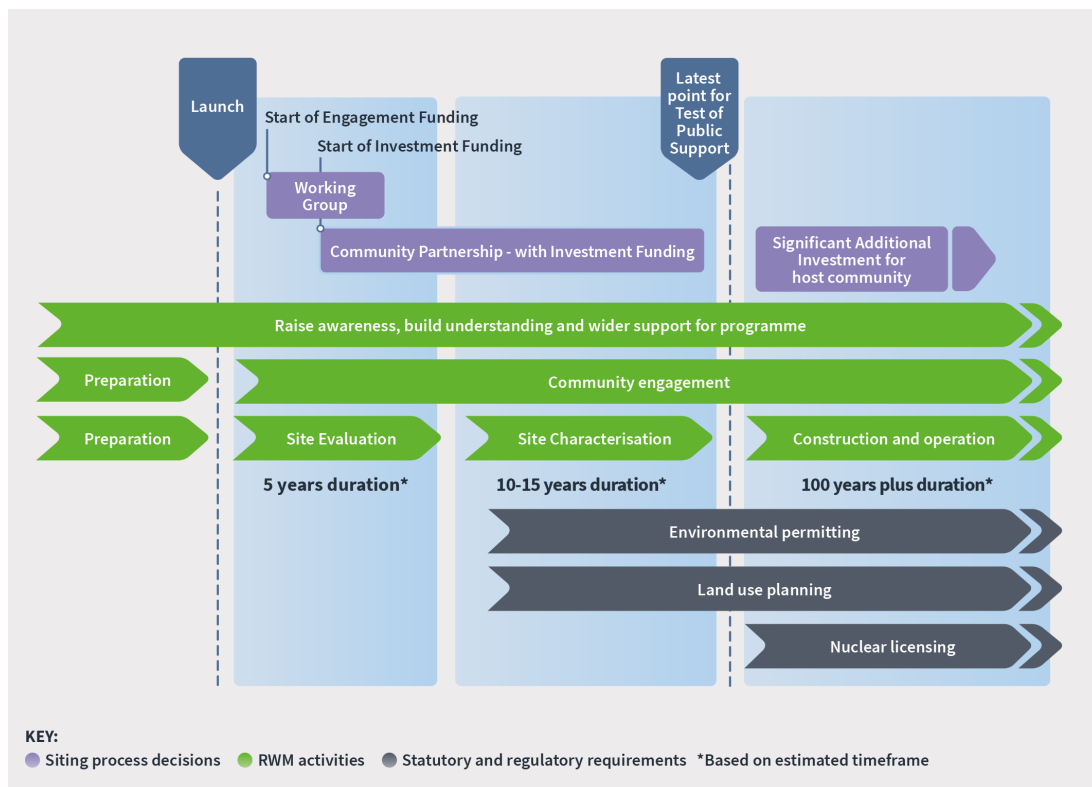 Launch
Latest
point for
Test of
Public
Support
Start of Engagement Funding
Start of Investment Funding
Working
Group
Community Partnership - with Investment Funding
Significant Additional
Investment for
host community
Raise awareness, build understanding and wider support for programme
Preparation
Community engagement
Preparation
Site Evaluation
Site Characterisation
Construction and operation
5 years duration*
10-15 years duration*
100 years plus duration*
Environmental permitting
Land use planning
Nuclear licensing
KEY:
Siting process decisions
RWM activities
Statutory and regulatory requirements
*Based on estimated timeframe